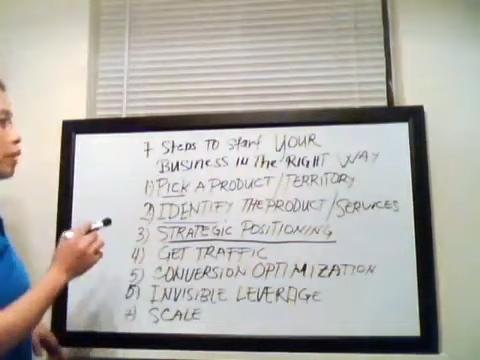 7 Steps To Start YOUR
BUSINESS IN the RIGHT WAY
1) PICK A PRODUCT/TERRITORY
2) IDENTIFY THE PRODUCT/SERVICES
3) STRATEGIC POSITIONING
4) GET TRAFFIC
5) CONVERSION OPTIMIZATION
6) INVISIBLE LEVERAGE
7) SCALE